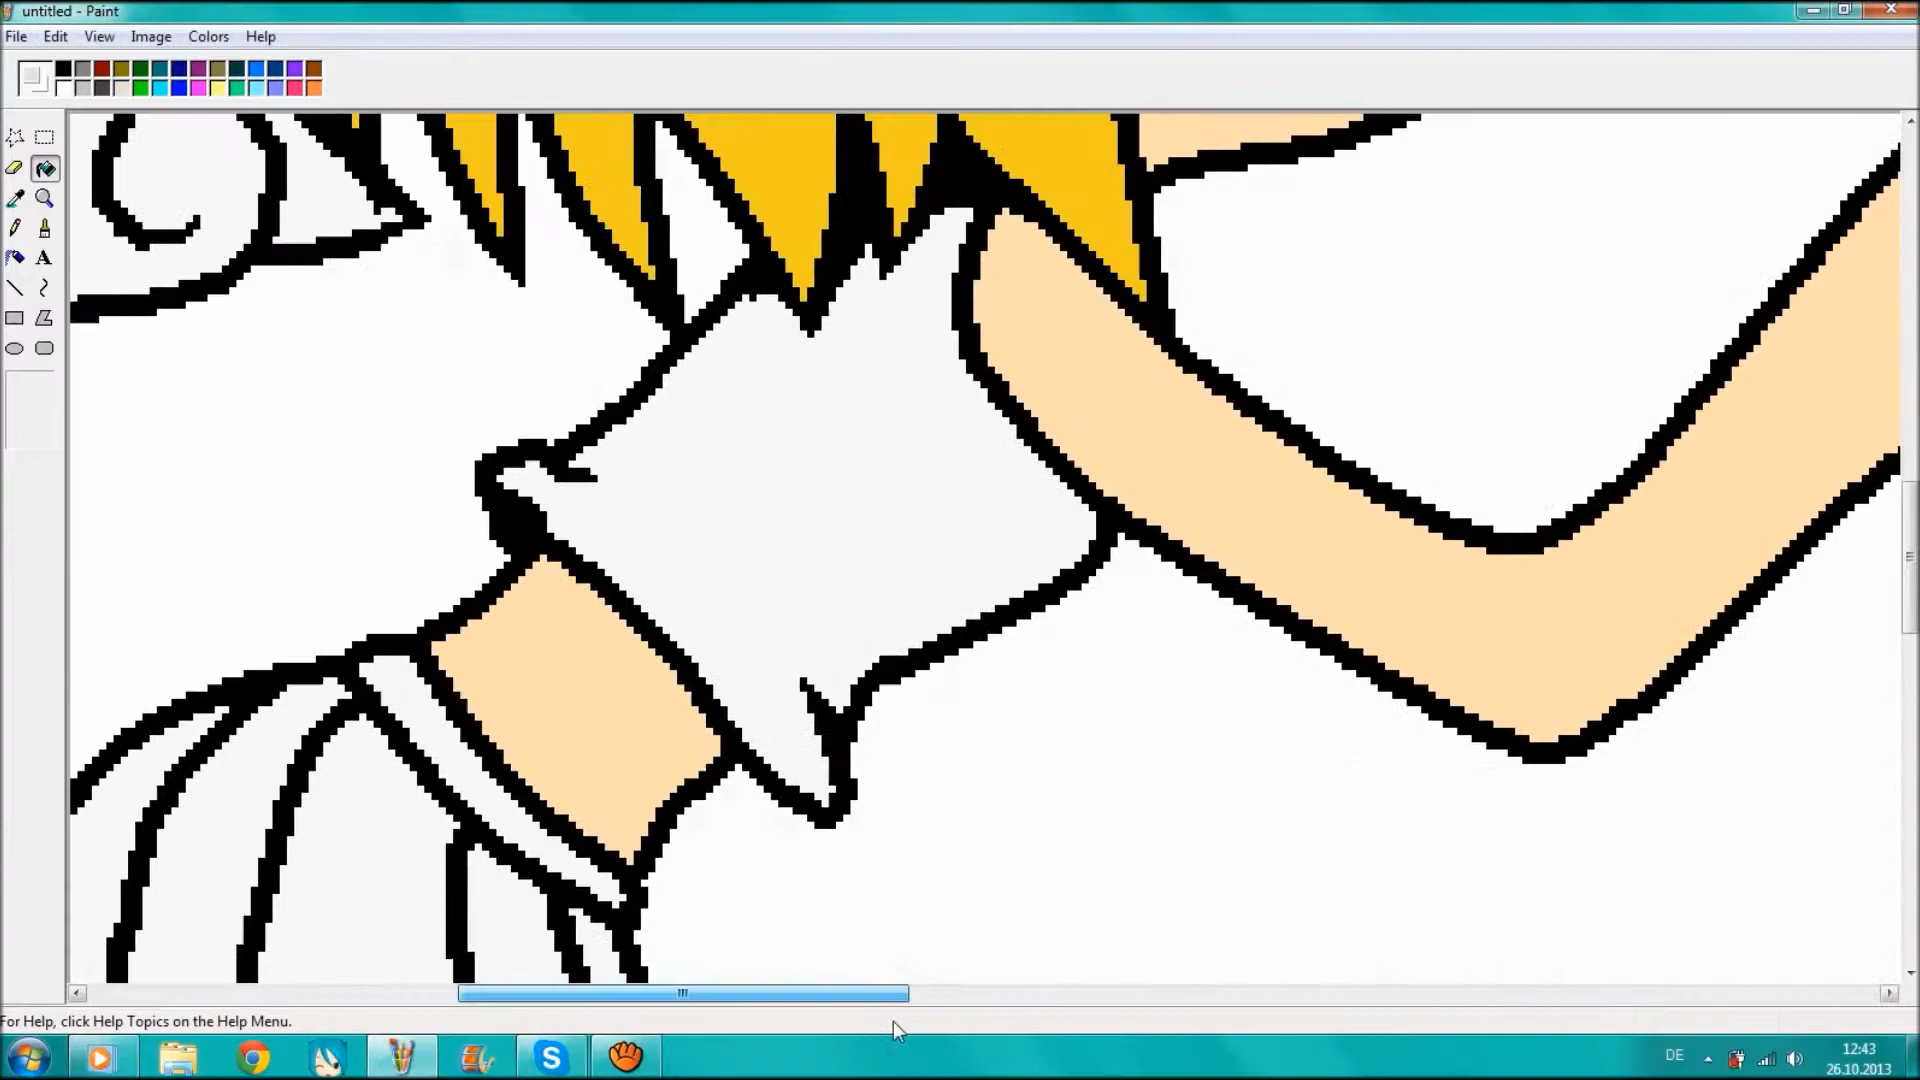 untitled - Paint
File Edit View Image Colors Help
A
For Help, click Help Topics on the Help Menu.
DE
12:43
26.10.2013